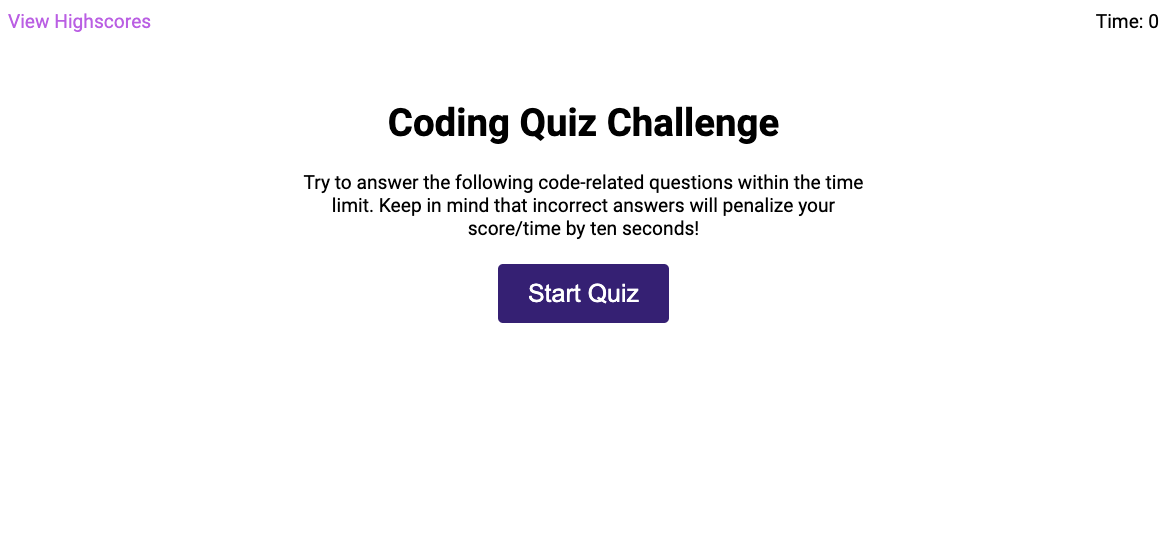 View Highscores
Time: 0
Coding Quiz Challenge
Try to answer the following code-related questions within the time
limit. Keep in mind that incorrect answers will penalize your
score/time by ten seconds!
Start Quiz